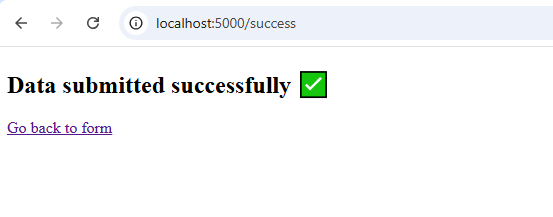 localhost:5000/success
Data submitted successfully ✅
Go back to form